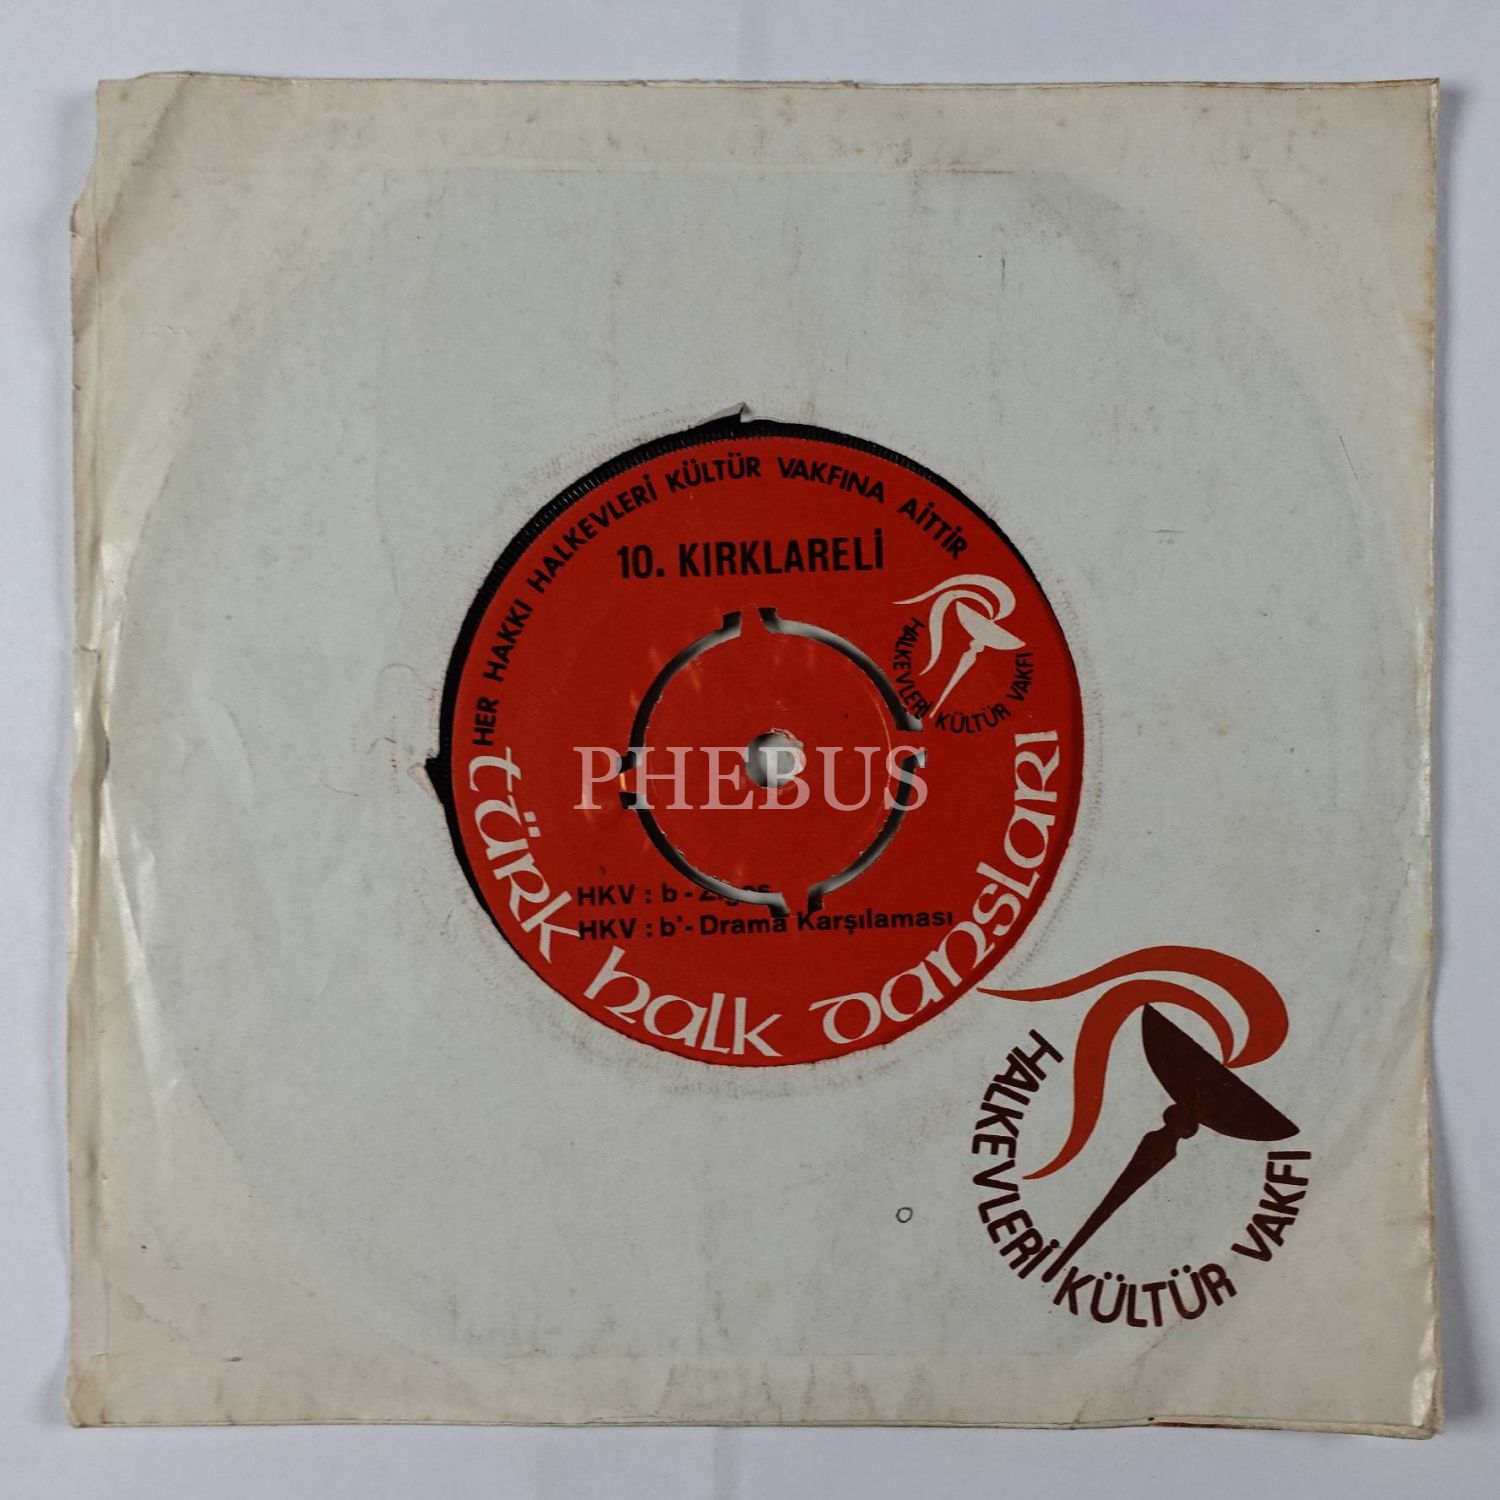 HER HAKKI HALKEVLERİ KÜLTÜR VAKFINA AİTTİR
10. KIRKLARELİ
HALKEVLERİ KÜLTÜR VAKFI
PHEBUS
HKV : b - Zigos
HKV : b'- Drama Karşılaması
türk halk dansları
HALKEVLERİ KÜLTÜR VAKFI